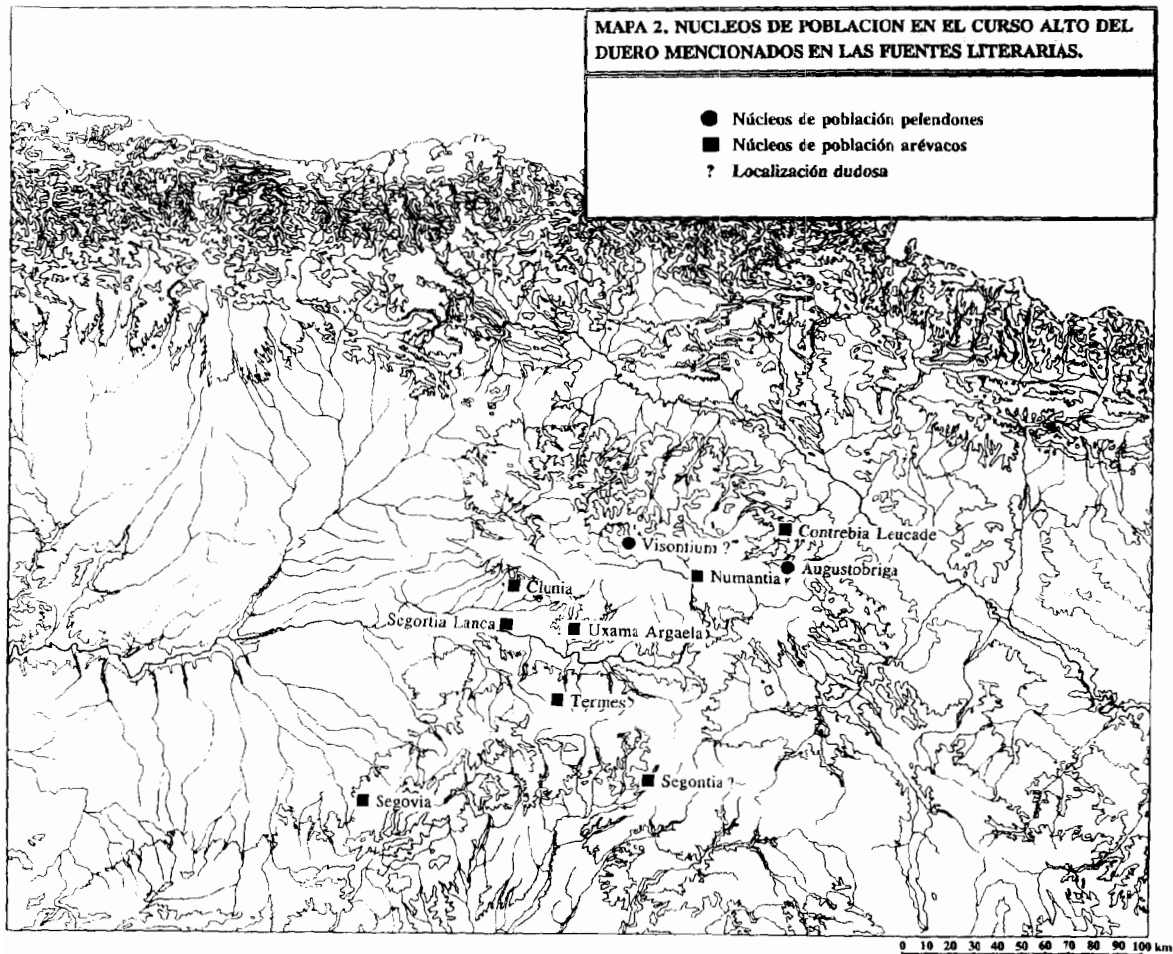 MAPA 2. NUCLEOS DE POBLACION EN EL CURSO ALTO DEL
DUERO MENCIONADOS EN LAS FUENTES LITERARIAS.
Núcleos de población pelendones
Núcleos de población arévacos
? Localización dudosa
Contrebia Leucade
Visontium ?
Augustobriga
Numantia
Clunia
Segortia Lanca
Uxama Argaela
Termes
Segontia ?
Segovia
0 10 20 30 40 50 60 70 80 90 100 km